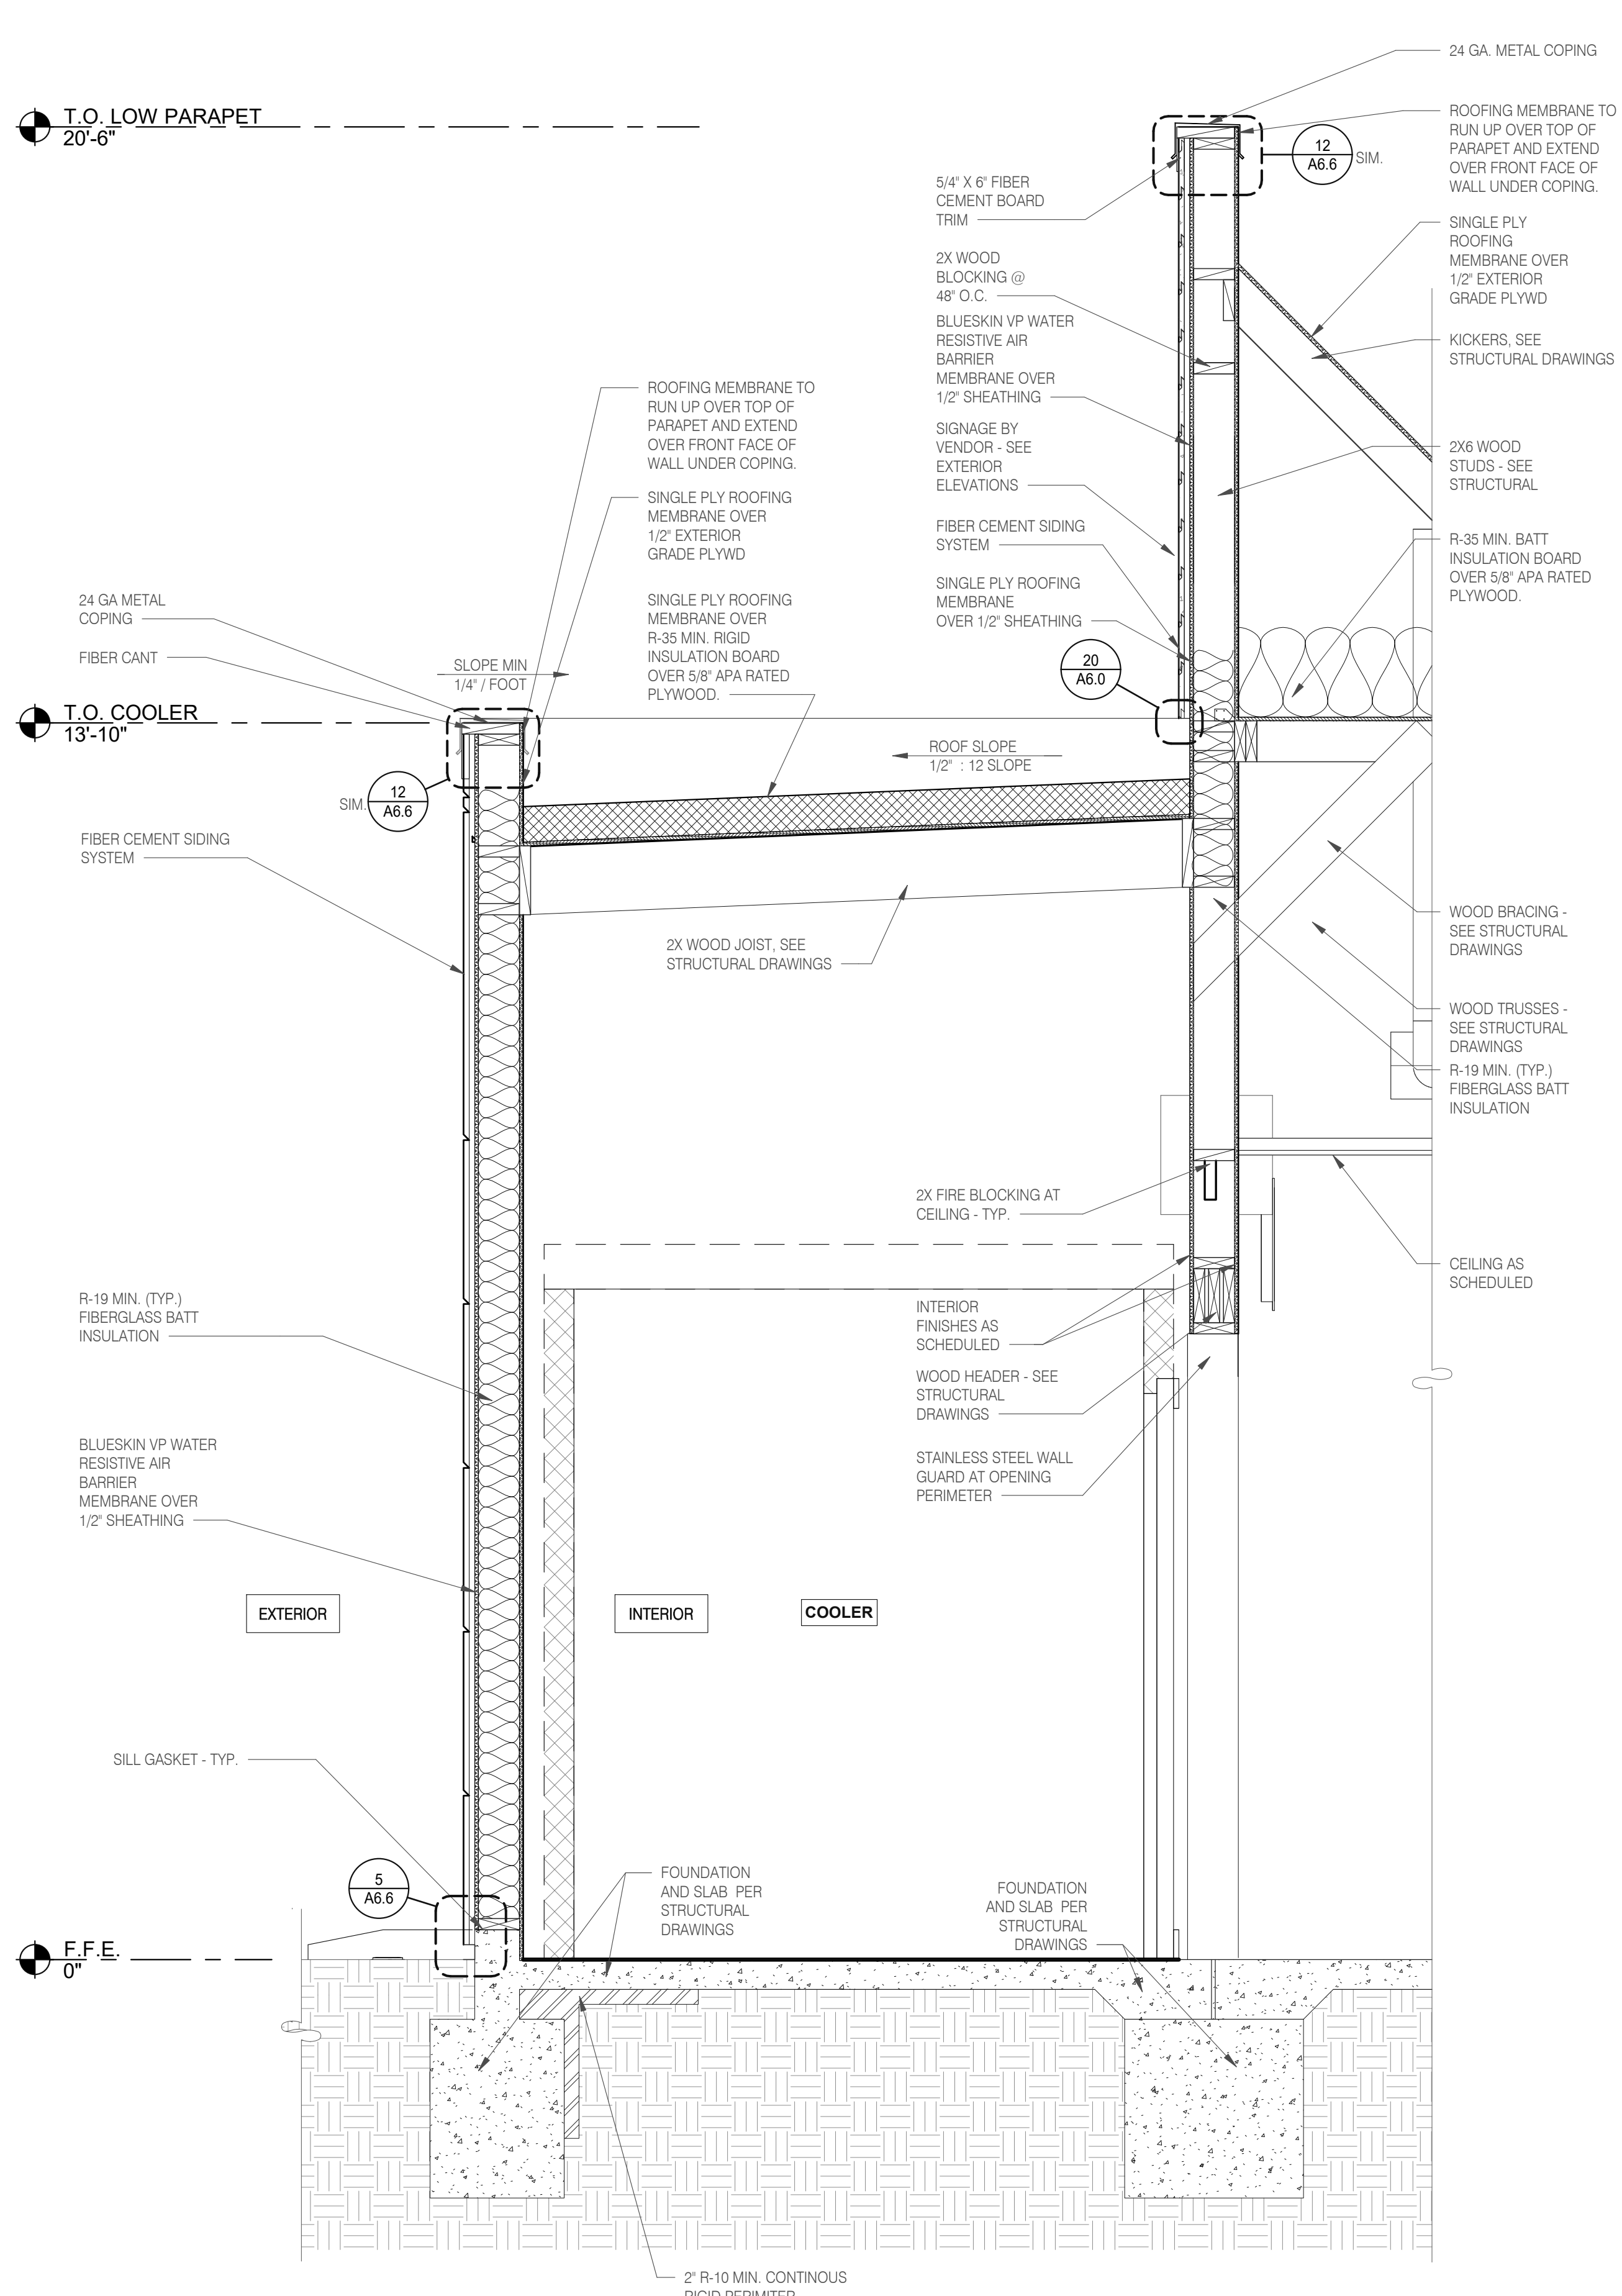 24 GA. METAL COPING
T.O. LOW PARAPET
20'-6"
ROOFING MEMBRANE TO
RUN UP OVER TOP OF
PARAPET AND EXTEND
OVER FRONT FACE OF
WALL UNDER COPING.
12
A6.6
SIM.
5/4" X 6" FIBER
CEMENT BOARD
TRIM
SINGLE PLY
ROOFING
MEMBRANE OVER
1/2" EXTERIOR
GRADE PLYWD
2X WOOD
BLOCKING @
48" O.C.
BLUESKIN VP WATER
RESISTIVE AIR
BARRIER
MEMBRANE OVER
1/2" SHEATHING
KICKERS, SEE
STRUCTURAL DRAWINGS
ROOFING MEMBRANE TO
RUN UP OVER TOP OF
PARAPET AND EXTEND
OVER FRONT FACE OF
WALL UNDER COPING.
SIGNAGE BY
VENDOR - SEE
EXTERIOR
ELEVATIONS
2X6 WOOD
STUDS - SEE
STRUCTURAL
SINGLE PLY ROOFING
MEMBRANE OVER
1/2" EXTERIOR
GRADE PLYWD
FIBER CEMENT SIDING
SYSTEM
R-35 MIN. BATT
INSULATION BOARD
OVER 5/8" APA RATED
PLYWOOD.
SINGLE PLY ROOFING
MEMBRANE
OVER 1/2" SHEATHING
24 GA METAL
COPING
SINGLE PLY ROOFING
MEMBRANE OVER
R-35 MIN. RIGID
INSULATION BOARD
OVER 5/8" APA RATED
PLYWOOD.
FIBER CANT
SLOPE MIN
1/4" / FOOT
20
A6.0
T.O. COOLER
13'-10"
ROOF SLOPE
1/2" : 12 SLOPE
SIM.
12
A6.6
FIBER CEMENT SIDING
SYSTEM
2X WOOD JOIST, SEE
STRUCTURAL DRAWINGS
WOOD BRACING -
SEE STRUCTURAL
DRAWINGS
WOOD TRUSSES -
SEE STRUCTURAL
DRAWINGS
R-19 MIN. (TYP.)
FIBERGLASS BATT
INSULATION
2X FIRE BLOCKING AT
CEILING - TYP.
CEILING AS
SCHEDULED
R-19 MIN. (TYP.)
FIBERGLASS BATT
INSULATION
INTERIOR
FINISHES AS
SCHEDULED
WOOD HEADER - SEE
STRUCTURAL
DRAWINGS
BLUESKIN VP WATER
RESISTIVE AIR
BARRIER
MEMBRANE OVER
1/2" SHEATHING
STAINLESS STEEL WALL
GUARD AT OPENING
PERIMETER
EXTERIOR
INTERIOR
COOLER
SILL GASKET - TYP.
5
A6.6
FOUNDATION
AND SLAB PER
STRUCTURAL
DRAWINGS
FOUNDATION
AND SLAB PER
STRUCTURAL
DRAWINGS
F.F.E.
0"
2" R-10 MIN. CONTINOUS
RIGID PERIMITER